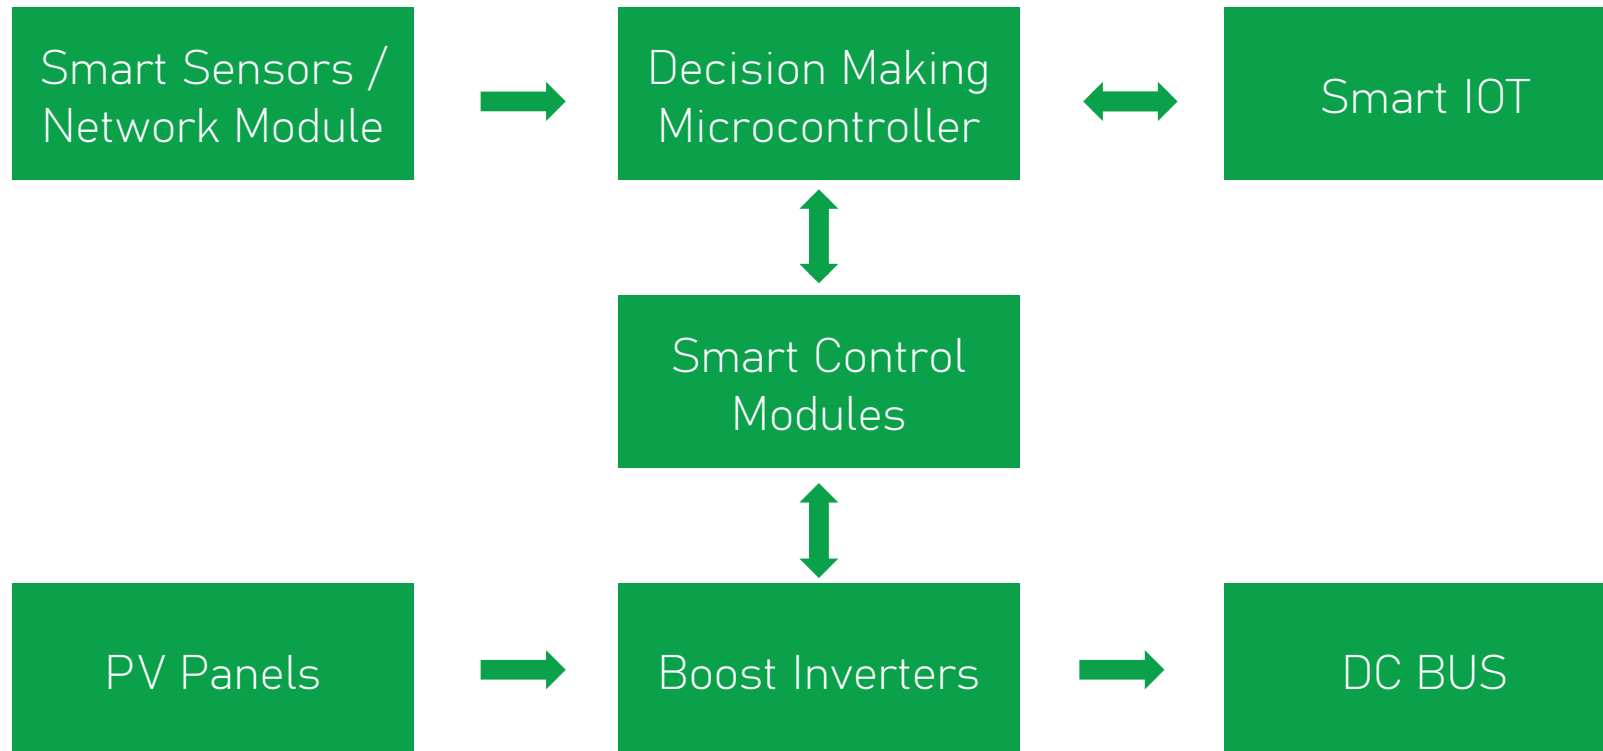 Smart Sensors /
Network Module
Decision Making
Microcontroller
Smart IOT
Smart Control
Modules
PV Panels
Boost Inverters
DC BUS